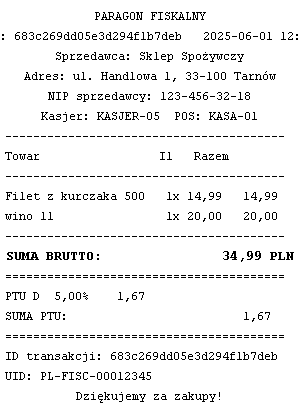 PARAGON FISKALNY
: 683c269dd05e3d294f1b7deb 2025-06-01 12:
Sprzedawca: Sklep Spożywczy
Adres: ul. Handlowa 1, 33-100 Tarnów
NIP sprzedawcy: 123-456-32-18
Kasjer: KASJER-05 POS: KASA-01
----------------------------------------
Towar Il Razem
----------------------------------------
Filet z kurczaka 500 1x 14,99 14,99
wino 1l 1x 20,00 20,00
----------------------------------------
SUMA BRUTTO: 34,99 PLN
========================================
PTU D 5,00% 1,67
SUMA PTU: 1,67
========================================
ID transakcji: 683c269dd05e3d294f1b7deb
UID: PL-FISC-00012345
Dziękujemy za zakupy!